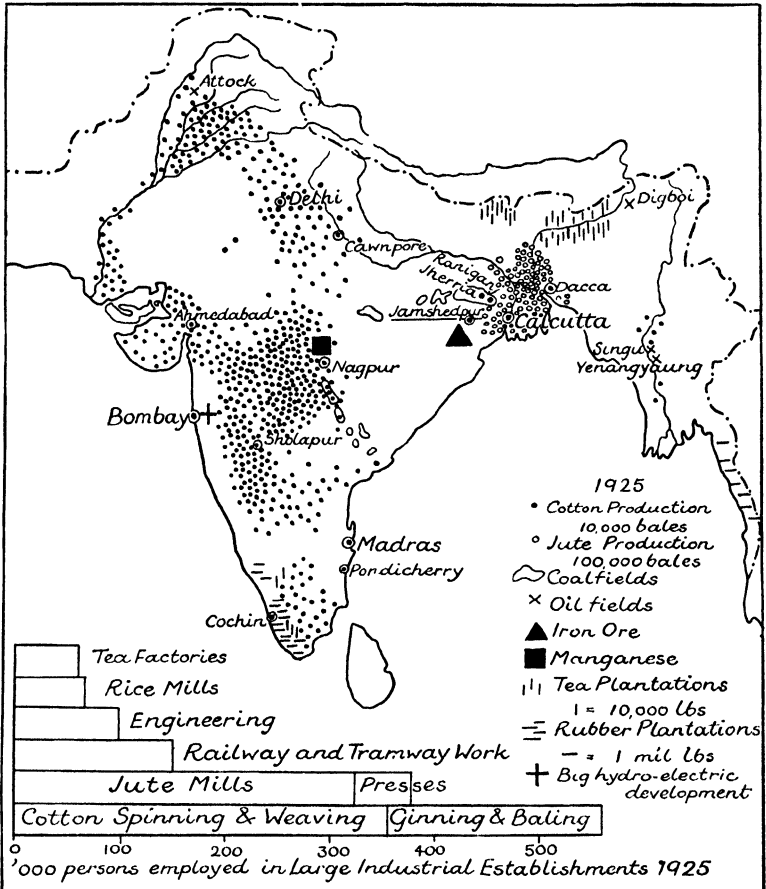 Attock
Delhi
Digboi
Cawnpore
Ranigan
Jherria
Dacca
Jamshedpur
Calcutta
Ahmedabad
Singu
Yenangyaung
Nagpur
Bombay
Sholapur
Madras
Pondicherry
Cochin
1925
Cotton Production
10,000 bales
Jute Production
100,000 bales
Coalfields
Oil fields
Iron Ore
Manganese
Tea Plantations
1 = 10,000 lbs
Rubber Plantations
— = 1 mil lbs
Big hydro-electric
development
Tea Factories
Rice Mills
Engineering
Railway and Tramway Work
Jute Mills Presses
Cotton Spinning & Weaving Ginning & Baling
0 100 200 300 400 500
'000 persons employed in Large Industrial Establishments 1925